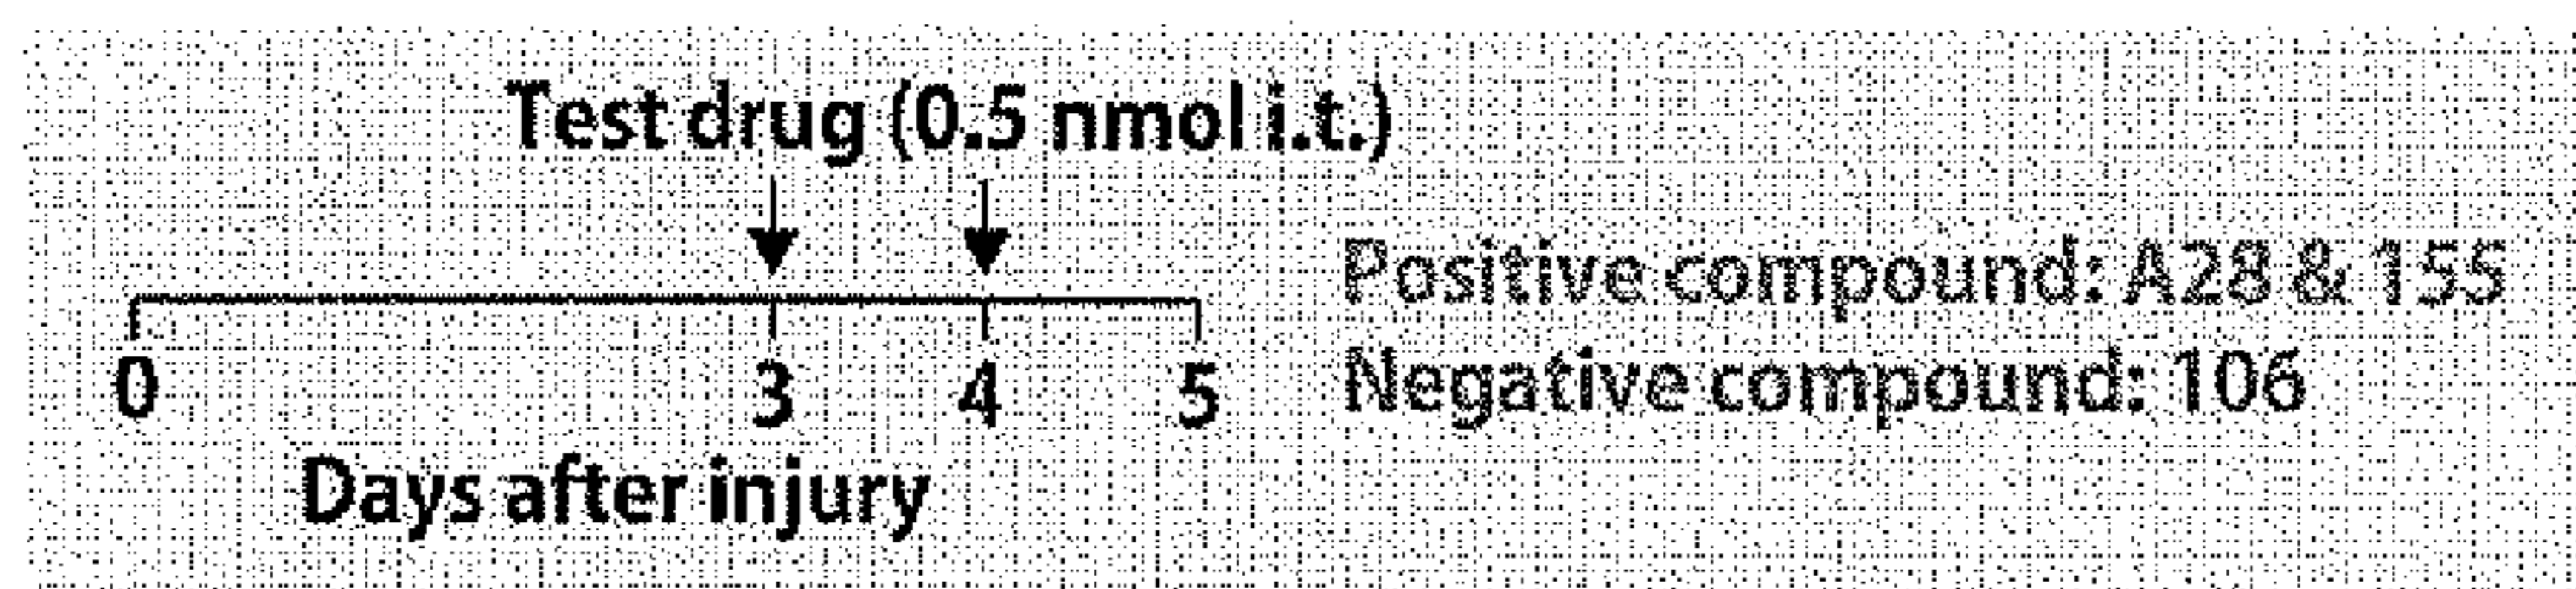 Test drug (0.5 nmol i.t.)
Positive compound: A28 & 155
0 3 4 5
Negative compound: 106
Days after injury